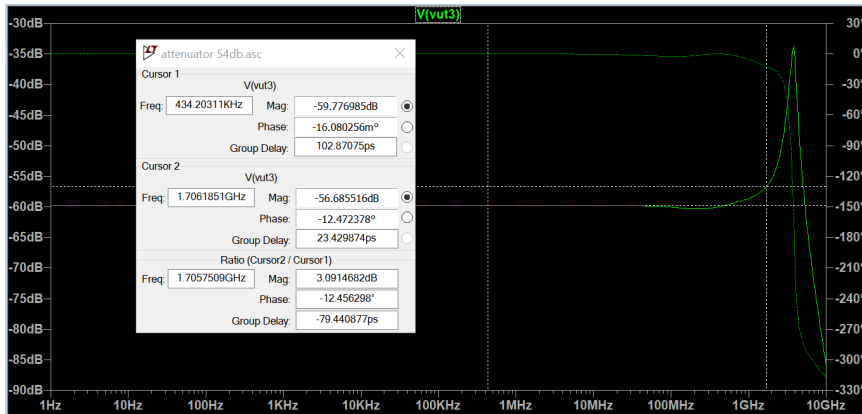 V(vut3)
-30dB
-35dB
-40dB
-45dB
-50dB
-55dB
-60dB
-65dB
-70dB
-75dB
-80dB
-85dB
-90dB
30°
0°
-30°
-60°
-90°
-120°
-150°
-180°
-210°
-240°
-270°
-300°
-330°
attenuator 54db.asc
Cursor 1
V(vut3)
Freq: 434.20311KHz Mag: -59.776985dB
Phase: -16.080256mº
Group Delay: 102.87075ps
Cursor 2
V(vut3)
Freq: 1.7061851GHz Mag: -56.685516dB
Phase: -12.472378º
Group Delay: 23.429874ps
Ratio (Cursor2 / Cursor1)
Freq: 1.7057509GHz Mag: 3.0914682dB
Phase: -12.456298°
Group Delay: -79.440877ps
1Hz 10Hz 100Hz 1KHz 10KHz 100KHz 1MHz 10MHz 100MHz 1GHz 10GHz